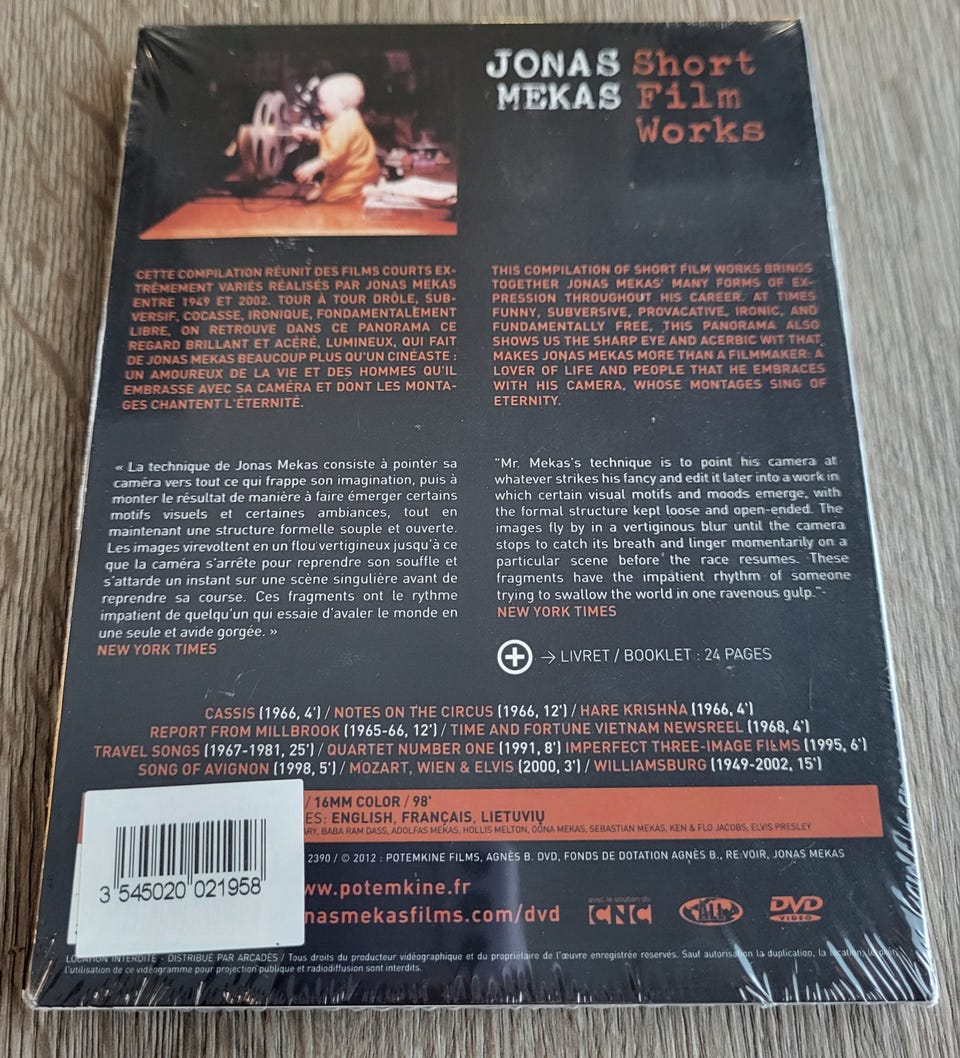 JONAS Short
MEKAS Film
Works
CETTE COMPILATION RÉUNIT DES FILMS COURTS EX-
TRÊMEMENT VARIÉS RÉALISÉS PAR JONAS MEKAS
ENTRE 1949 ET 2002. TOUR À TOUR DRÔLE, SUB-
VERSIF, COCASSE, IRONIQUE, FONDAMENTALEMENT
LIBRE, ON RETROUVE DANS CE PANORAMA CE
REGARD BRILLANT ET ACÉRÉ, LUMINEUX, QUI FAIT
DE JONAS MEKAS BEAUCOUP PLUS QU'UN CINÉASTE :
UN AMOUREUX DE LA VIE ET DES HOMMES QU'IL
EMBRASSE AVEC SA CAMÉRA ET DONT LES MONTA-
GES CHANTENT L'ÉTERNITÉ.
THIS COMPILATION OF SHORT FILM WORKS BRINGS
TOGETHER JONAS MEKAS' MANY FORMS OF EX-
PRESSION THROUGHOUT HIS CAREER. AT TIMES
FUNNY, SUBVERSIVE, PROVACATIVE, IRONIC, AND
FUNDAMENTALLY FREE, THIS PANORAMA ALSO
SHOWS US THE SHARP EYE AND ACERBIC WIT THAT
MAKES JONAS MEKAS MORE THAN A FILMMAKER: A
LOVER OF LIFE AND PEOPLE THAT HE EMBRACES
WITH HIS CAMERA, WHOSE MONTAGES SING OF
ETERNITY.
« La technique de Jonas Mekas consiste à pointer sa
caméra vers tout ce qui frappe son imagination, puis à
monter le résultat de manière à faire émerger certains
motifs visuels et certaines ambiances, tout en
maintenant une structure formelle souple et ouverte.
Les images virevoltent en un flou vertigineux jusqu'à ce
que la caméra s'arrête pour reprendre son souffle et
s'attarde un instant sur une scène singulière avant de
reprendre sa course. Ces fragments ont le rythme
impatient de quelqu'un qui essaie d'avaler le monde en
une seule et avide gorgée. »
NEW YORK TIMES
"Mr. Mekas's technique is to point his camera at
whatever strikes his fancy and edit it later into a work in
which certain visual motifs and moods emerge, with
the formal structure kept loose and open-ended. The
images fly by in a vertiginous blur until the camera
stops to catch its breath and linger momentarily on a
particular scene before the race resumes. These
fragments have the impatient rhythm of someone
trying to swallow the world in one ravenous gulp."
NEW YORK TIMES
→ LIVRET / BOOKLET : 24 PAGES
CASSIS (1966, 4') / NOTES ON THE CIRCUS (1966, 12') / HARE KRISHNA (1966, 4')
REPORT FROM MILLBROOK (1965-66, 12') / TIME AND FORTUNE VIETNAM NEWSREEL (1968, 4')
TRAVEL SONGS (1967-1981, 25') / QUARTET NUMBER ONE (1991, 8') IMPERFECT THREE-IMAGE FILMS (1995, 6')
SONG OF AVIGNON (1998, 5') / MOZART, WIEN & ELVIS (2000, 3') / WILLIAMSBURG (1949-2002, 15')
/ 16MM COLOR / 98'
ES: ENGLISH, FRANÇAIS, LIETUVIŲ
ARY, BABA RAM DASS, ADOLFAS MEKAS, HOLLIS MELTON, OONA MEKAS, SEBASTIAN MEKAS, KEN & FLO JACOBS, ELVIS PRESLEY
2390 / © 2012 : POTEMKINE FILMS, AGNÈS B. DVD, FONDS DE DOTATION AGNÈS B., RE:VOIR, JONAS MEKAS
3 545020 021958
ww.potemkine.fr
onasmekasfilms.com/dvd
avec le soutien du
CNC
ALL
DVD
VIDEO
LOCATION INTERDITE - DISTRIBUÉ PAR ARCADÈS / Tous droits du producteur vidéographique et du propriétaire de l'œuvre enregistrée réservés. Sauf autorisation la duplication, la location, le prêt,
l'utilisation de ce vidéogramme pour projection publique et radiodiffusion sont interdits.